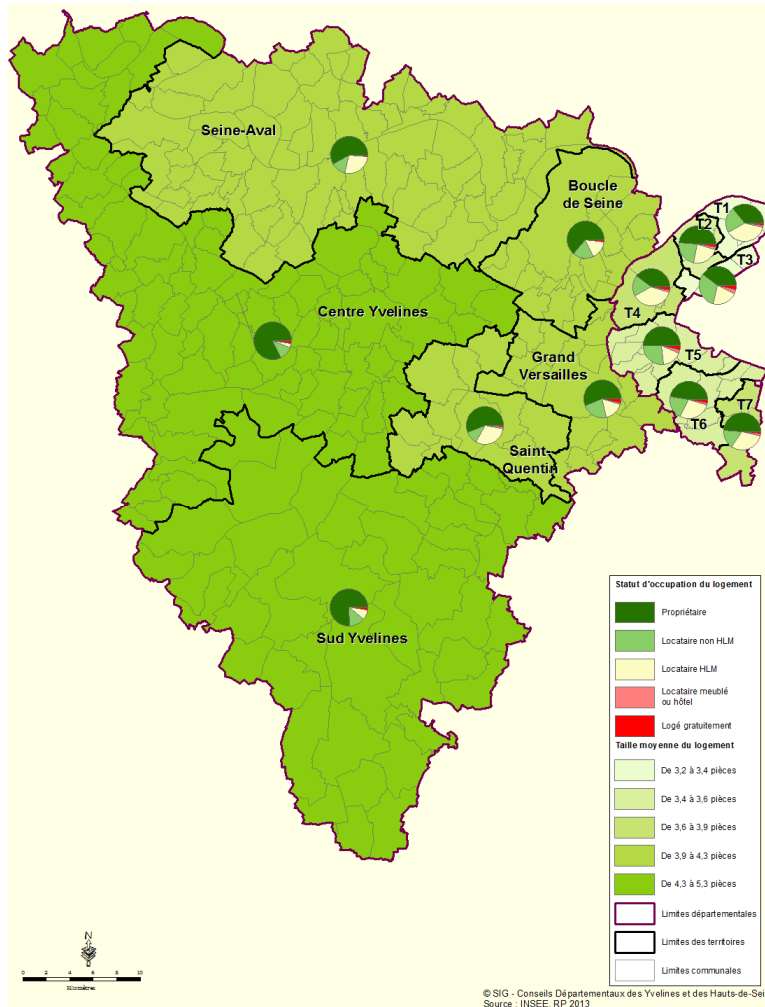 Seine-Aval
Boucle
de Seine
T1
T2
T3
Centre Yvelines
T4
Grand
Versailles
T5
T6
T7
Saint-
Quentin
Sud Yvelines
Statut d'occupation du logement
Propriétaire
Locataire non HLM
Locataire HLM
Locataire meublé
ou hôtel
Logé gratuitement
Taille moyenne du logement
De 3,2 à 3,4 pièces
De 3,4 à 3,6 pièces
De 3,6 à 3,9 pièces
De 3,9 à 4,3 pièces
De 4,3 à 5,3 pièces
Limites départementales
Limites des territoires
Limites communales
N
0 2 4 6 8 10
Kilomètres
© SIG - Conseils Départementaux des Yvelines et des Hauts-de-Sei
Source : INSEE, RP 2013